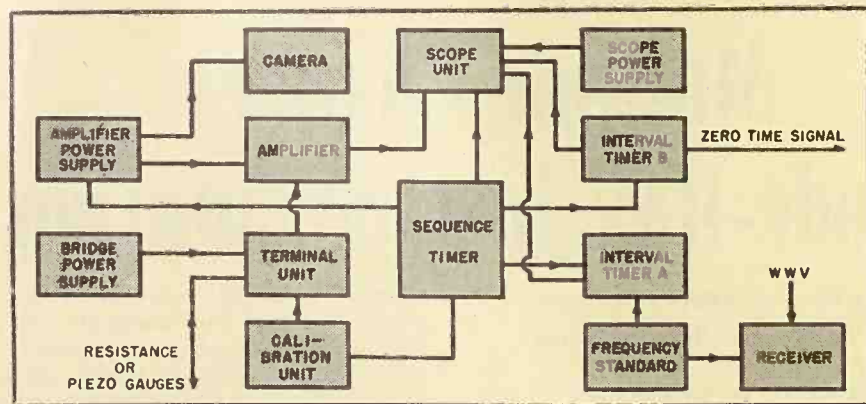 CAMERA
SCOPE
UNIT
SCOPE
POWER
SUPPLY
AMPLIFIER
POWER
SUPPLY
AMPLIFIER
INTERVAL
TIMER B
ZERO TIME SIGNAL
SEQUENCE
TIMER
BRIDGE
POWER
SUPPLY
TERMINAL
UNIT
INTERVAL
TIMER A
WWV
RESISTANCE
OR
PIEZO GAUGES
CALI-
BRATION
UNIT
FREQUENCY
STANDARD
RECEIVER